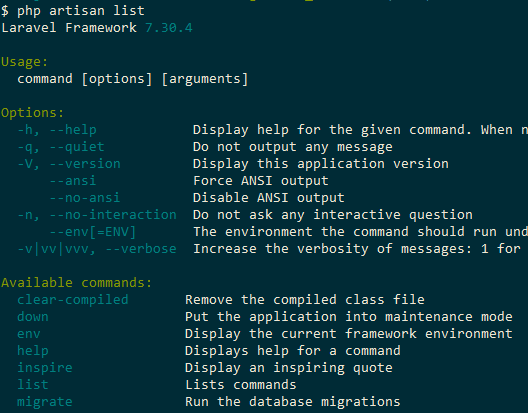 $ php artisan list
Laravel Framework 7.30.4
Usage:
command [options] [arguments]
Options:
-h, --help Display help for the given command. When n
-q, --quiet Do not output any message
-V, --version Display this application version
--ansi Force ANSI output
--no-ansi Disable ANSI output
-n, --no-interaction Do not ask any interactive question
--env[=ENV] The environment the command should run und
-v|vv|vvv, --verbose Increase the verbosity of messages: 1 for
Available commands:
clear-compiled Remove the compiled class file
down Put the application into maintenance mode
env Display the current framework environment
help Displays help for a command
inspire Display an inspiring quote
list Lists commands
migrate Run the database migrations